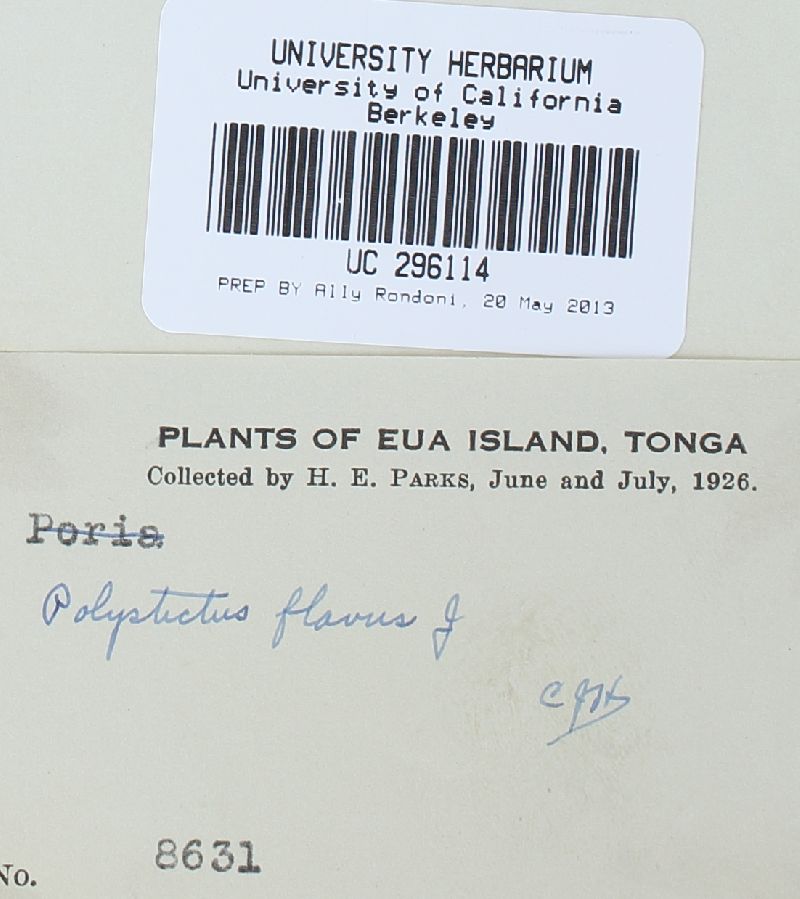 UNIVERSITY HERBARIUM
University of California
Berkeley
UC 296114
PREP BY Ally Rondoni, 20 May 2013
PLANTS OF EUA ISLAND, TONGA
Collected by H. E. PARKS, June and July, 1926.
Poria
Polystictus flavus J
No. 8631